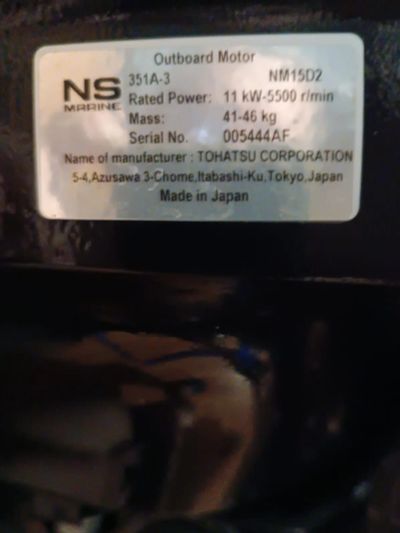 Outboard Motor
NS MARINE
351A-3 NM15D2
Rated Power: 11 kW-5500 r/min
Mass: 41-46 kg
Serial No. 005444AF
Name of manufacturer : TOHATSU CORPORATION
5-4,Azusawa 3-Chome,Itabashi-Ku,Tokyo,Japan
Made in Japan